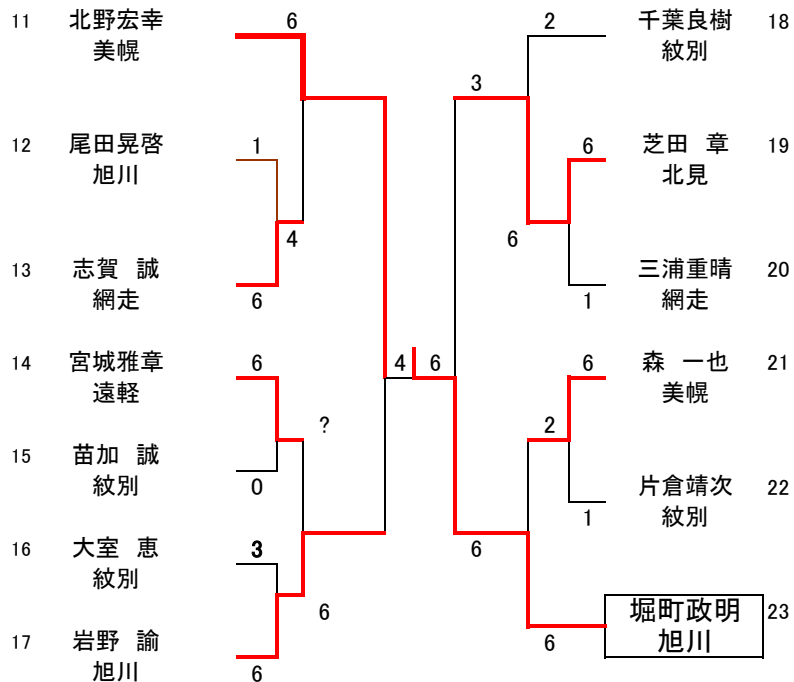 11 北野宏幸
美幌
6
12 尾田晃啓
旭川
1
4
13 志賀 誠
網走
6
14 宮城雅章
遠軽
6
?
15 苗加 誠
紋別
0
16 大室 恵
紋別
3
6
17 岩野 諭
旭川
6
4 6
2
千葉良樹 18
紋別
3
6
芝田 章 19
北見
6
三浦重晴 20
網走
1
6
森 一也 21
美幌
2
片倉靖次 22
紋別
1
6
堀町政明 23
旭川
6